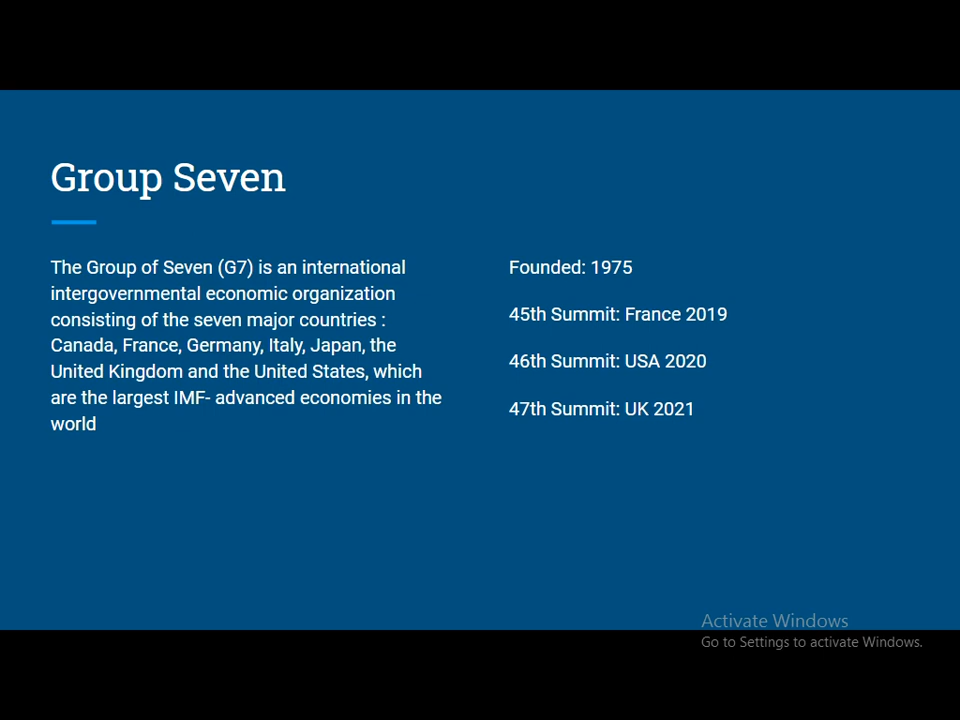 Group Seven
The Group of Seven (G7) is an international
intergovernmental economic organization
consisting of the seven major countries :
Canada, France, Germany, Italy, Japan, the
United Kingdom and the United States, which
are the largest IMF- advanced economies in the
world
Founded: 1975
45th Summit: France 2019
46th Summit: USA 2020
47th Summit: UK 2021
Activate Windows
Go to Settings to activate Windows.